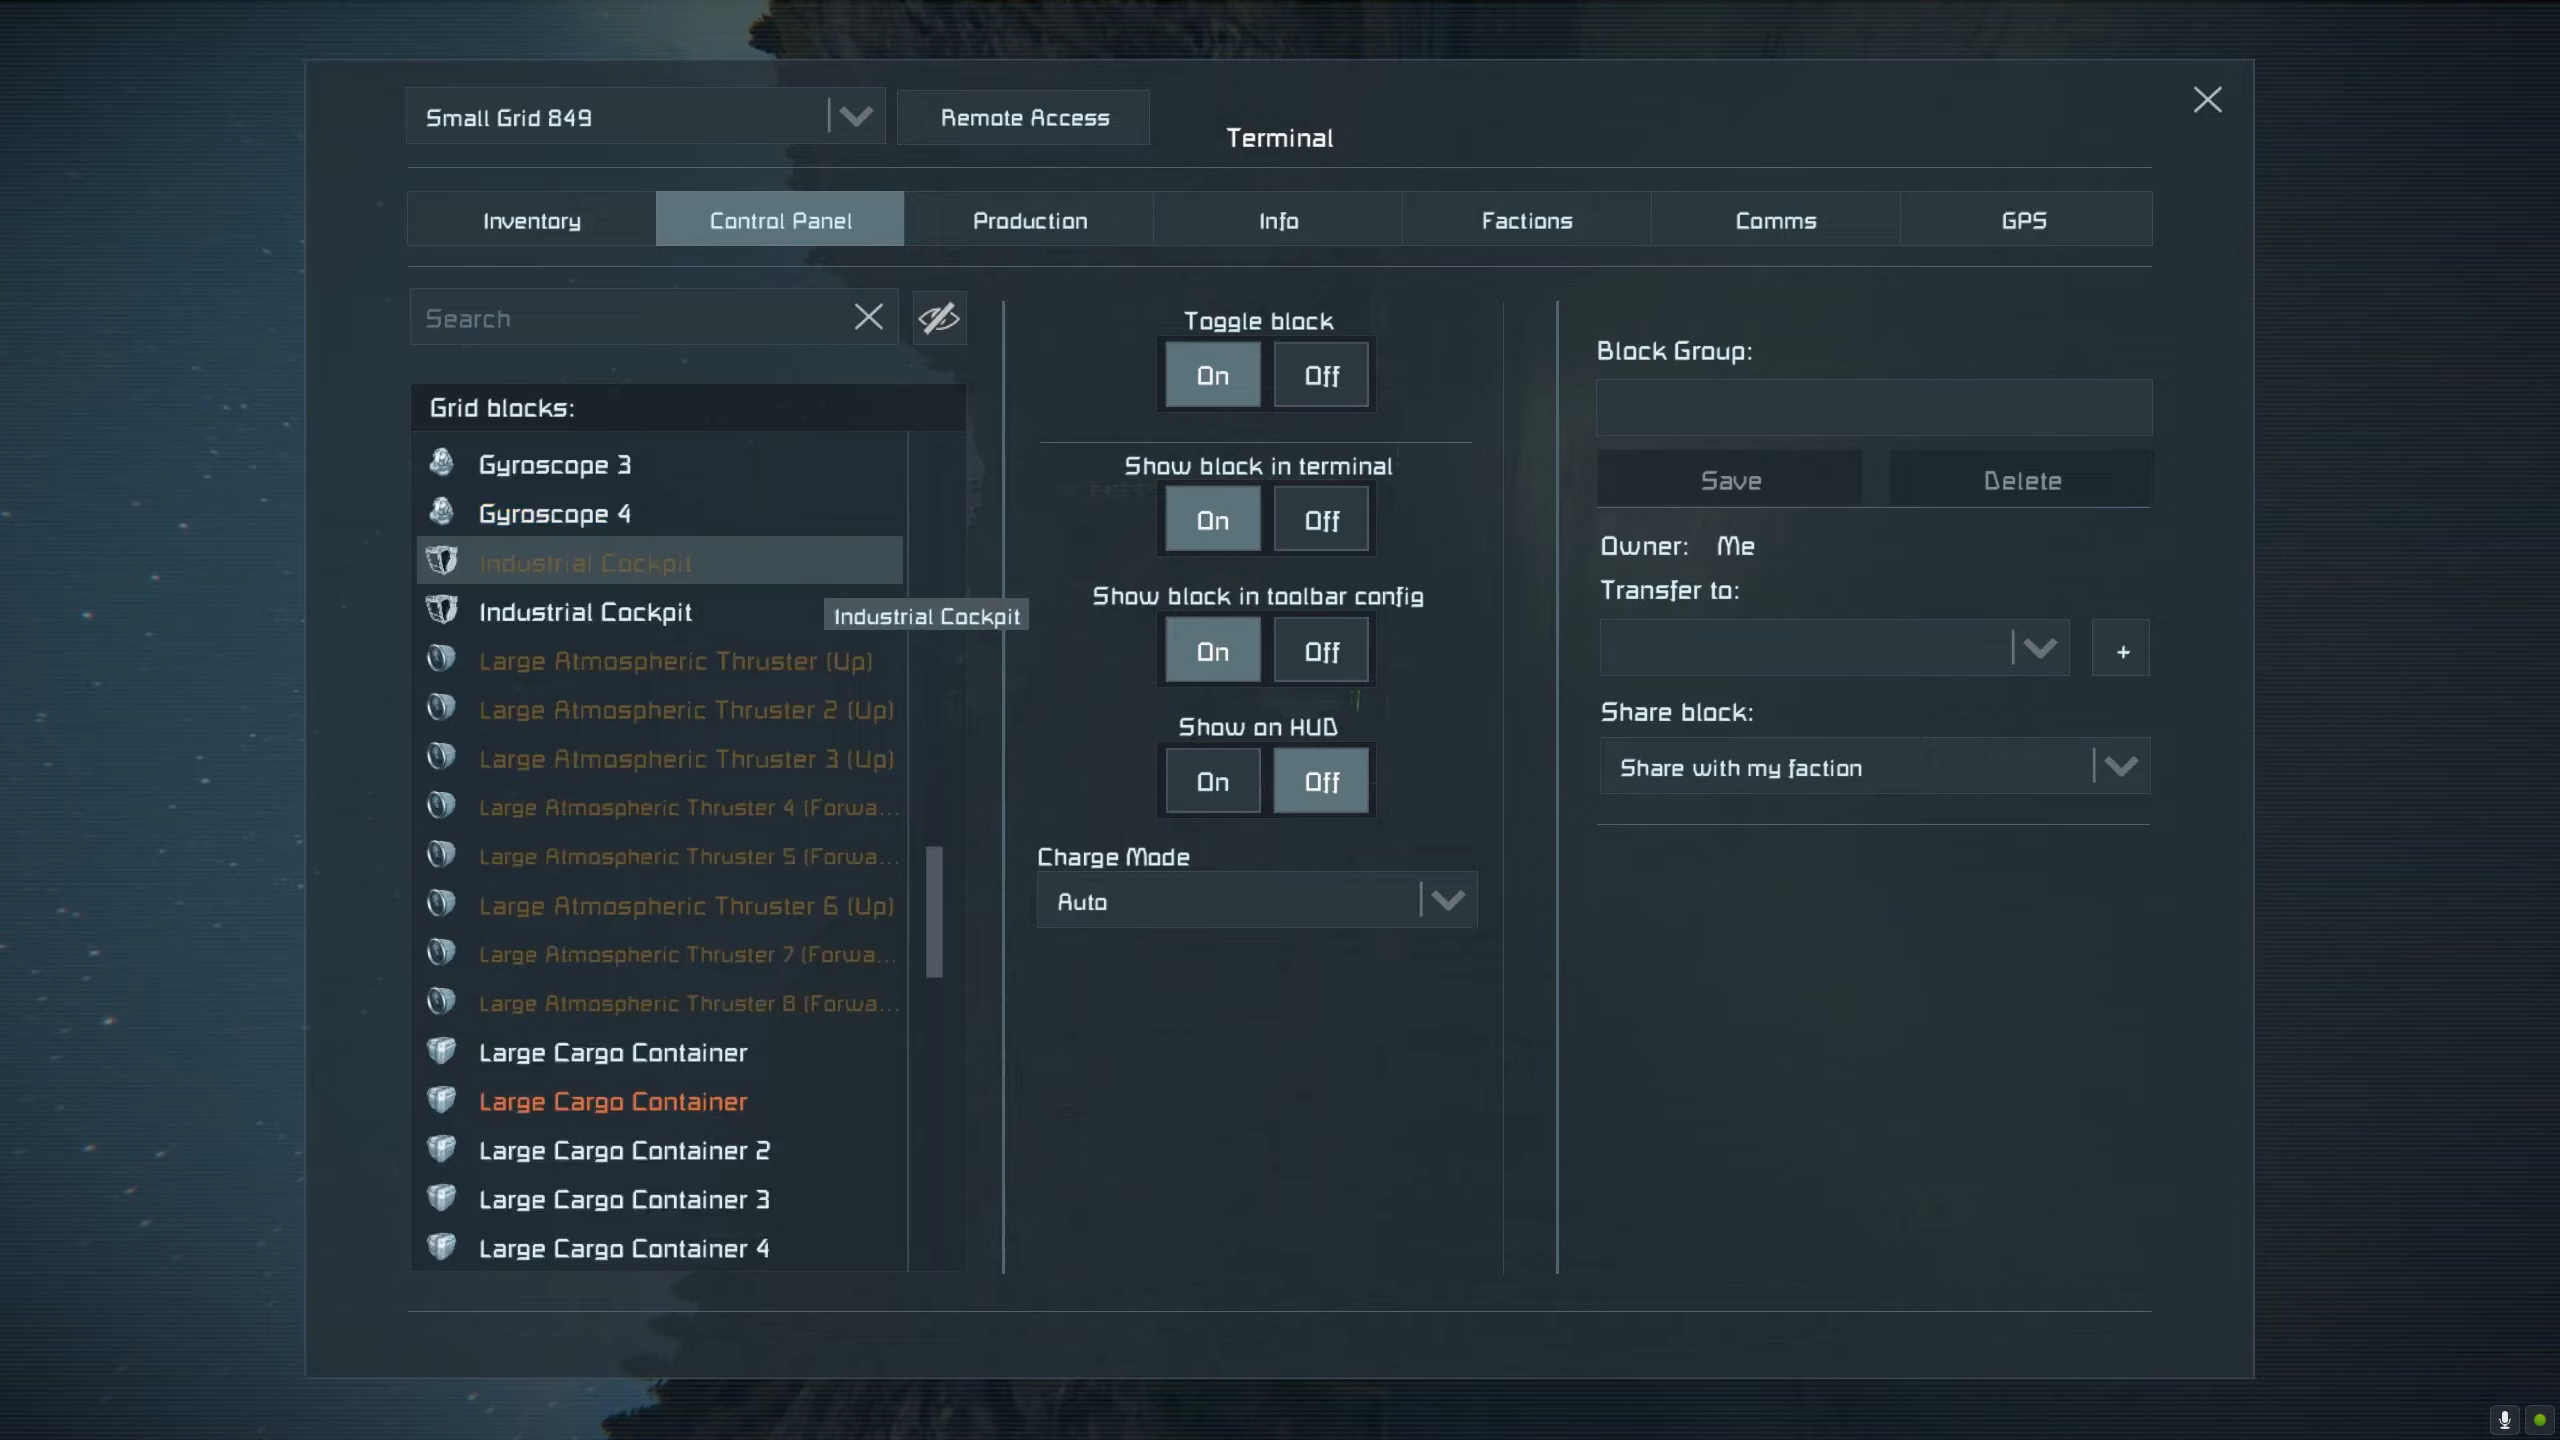 Small Grid 849
Remote Access
Terminal
Inventory
Control Panel
Production
Info
Factions
Comms
GPS
Search
Grid blocks:
Gyroscope 3
Gyroscope 4
Industrial Cockpit
Industrial Cockpit
Industrial Cockpit
Large Atmospheric Thruster (Up)
Large Atmospheric Thruster 2 (Up)
Large Atmospheric Thruster 3 (Up)
Large Atmospheric Thruster 4 (Forwa...
Large Atmospheric Thruster 5 (Forwa...
Large Atmospheric Thruster 6 (Up)
Large Atmospheric Thruster 7 (Forwa...
Large Atmospheric Thruster 8 (Forwa...
Large Cargo Container
Large Cargo Container
Large Cargo Container 2
Large Cargo Container 3
Large Cargo Container 4
Toggle block
On Off
Show block in terminal
On Off
Show block in toolbar config
On Off
Show on HUD
On Off
Charge Mode
Auto
Block Group:
Save Delete
Owner: Me
Transfer to:
+
Share block:
Share with my faction